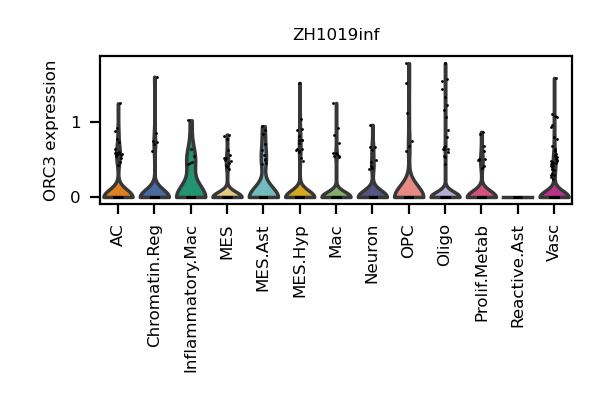 ZH1019inf
ORC3 expression
1
0
AC
Chromatin.Reg
Inflammatory.Mac
MES
MES.Ast
MES.Hyp
Mac
Neuron
OPC
Oligo
Prolif.Metab
Reactive.Ast
Vasc